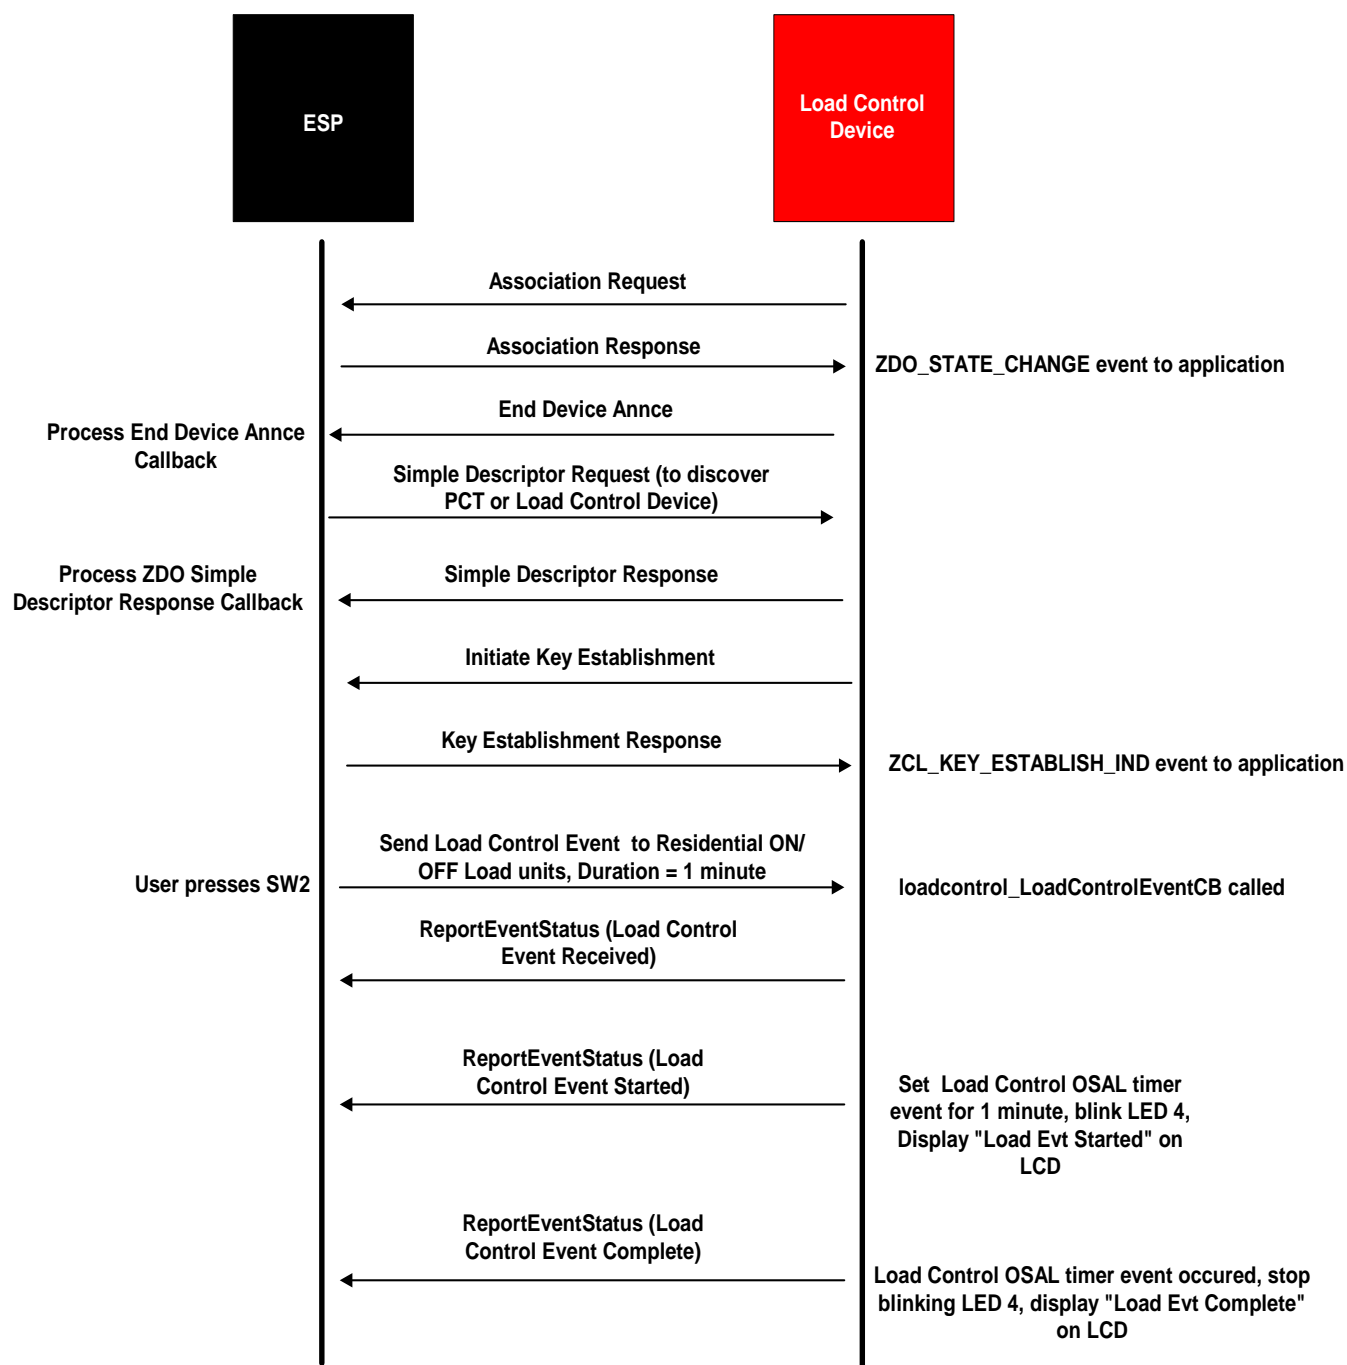 ESP
Load Control
Device
Association Request
Association Response
ZDO_STATE_CHANGE event to application
End Device Annce
Process End Device Annce
Callback
Simple Descriptor Request (to discover
PCT or Load Control Device)
Process ZDO Simple
Descriptor Response Callback
Simple Descriptor Response
Initiate Key Establishment
Key Establishment Response
ZCL_KEY_ESTABLISH_IND event to application
Send Load Control Event  to Residential ON/
OFF Load units, Duration = 1 minute
User presses SW2
loadcontrol_LoadControlEventCB called
ReportEventStatus (Load Control
Event Received)
ReportEventStatus (Load
Control Event Started)
Set  Load Control OSAL timer
event for 1 minute, blink LED 4,
Display "Load Evt Started" on
LCD
ReportEventStatus (Load
Control Event Complete)
Load Control OSAL timer event occured, stop
blinking LED 4, display "Load Evt Complete"
on LCD